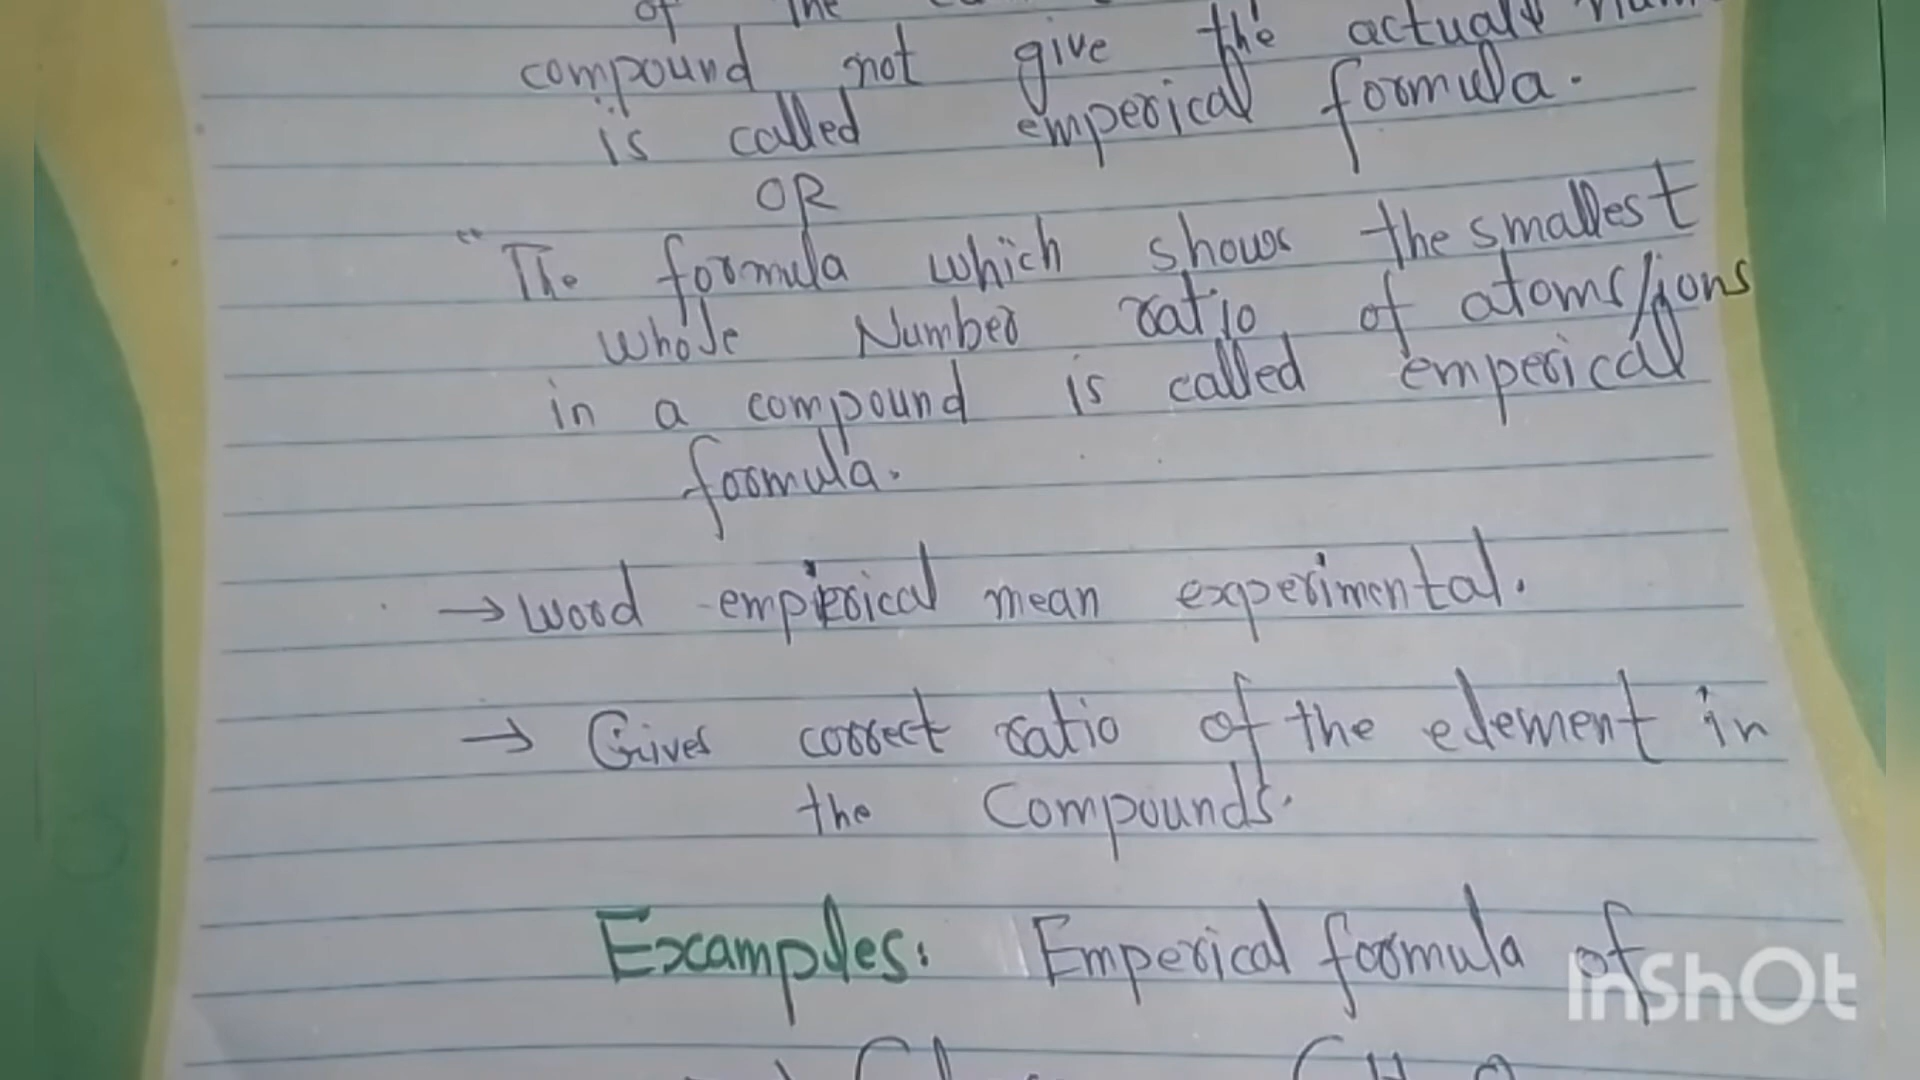 of the
compound not give the actual
is called emperical formula.
OR
"The formula which shows the smallest
whole Number ratio of atoms/ions
in a compound is called emperical
formula.
→ Word empirical mean experimental.
→ Gives correct ratio of the element in
the Compounds.
Examples: Emperical formula of
InShOt